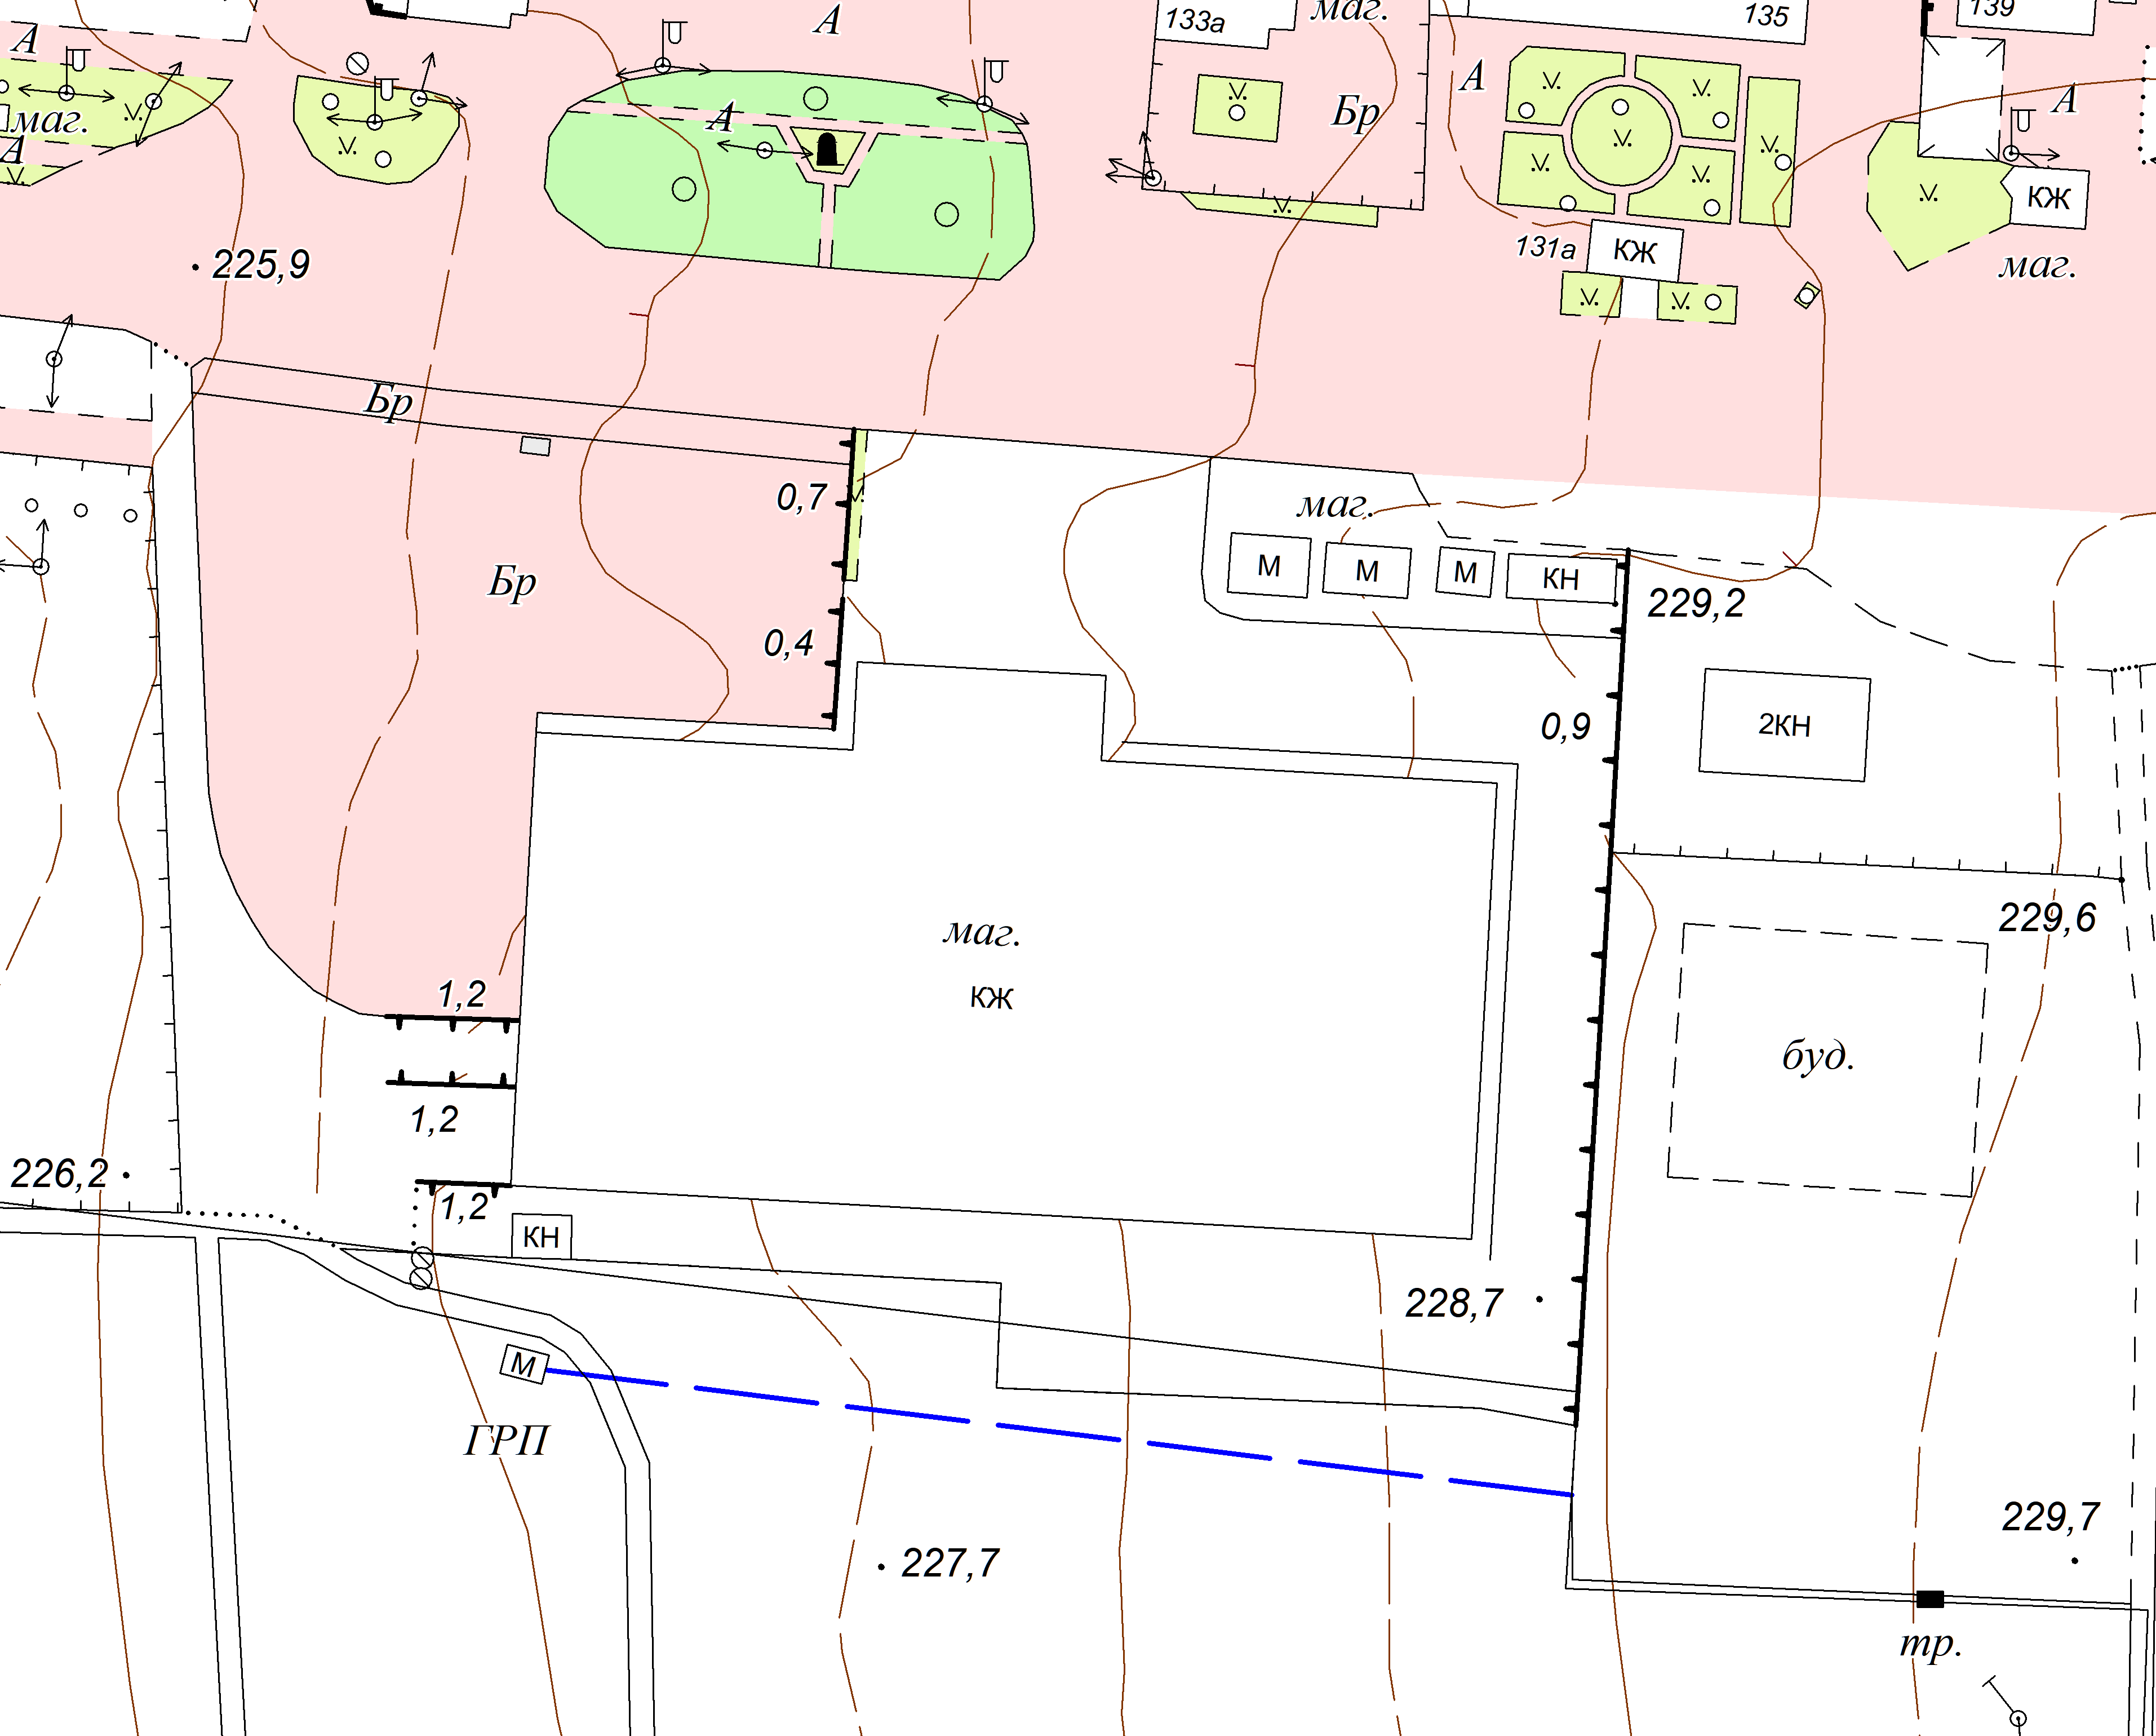 А
133а
маг.
135
139
А
маг.
А
А
Бр
А
А
КЖ
маг.
131а
КЖ
225,9
Бр
0,7
маг.
Бр
М
М
М
КН
229,2
0,4
0,9
2КН
маг.
229,6
КЖ
1,2
буд.
1,2
226,2
1,2
КН
228,7
М
ГРП
227,7
229,7
тр.